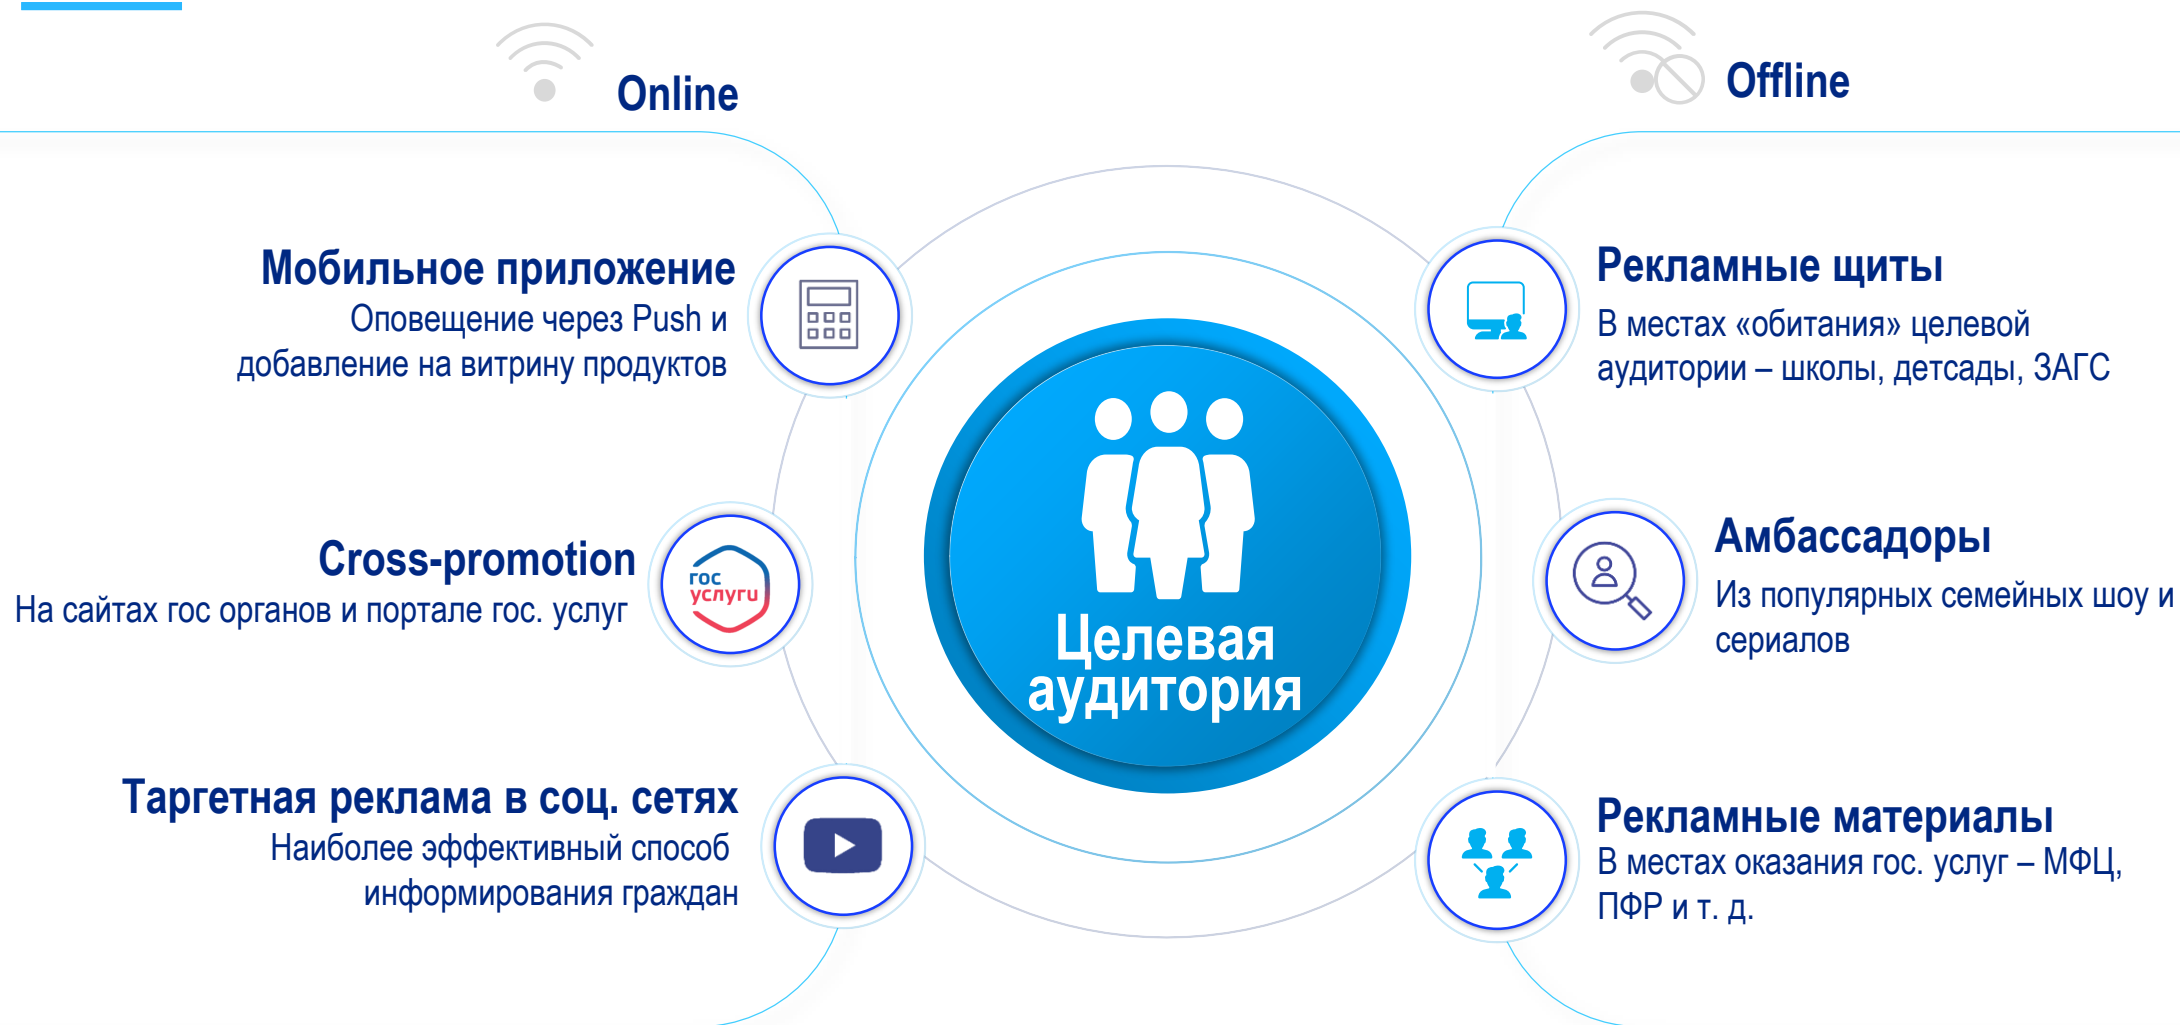 Online
Мобильное приложение
Оповещение через Push и
добавление на витрину продуктов
Cross-promotion
На сайтах гос органов и портале гос. услуг
гос
услуги
Таргетная реклама в соц. сетях
Наиболее эффективный способ
информирования граждан
Целевая
аудитория
Offline
Рекламные щиты
В местах «обитания» целевой
аудитории – школы, детсады, ЗАГС
Амбассадоры
Из популярных семейных шоу и
сериалов
Рекламные материалы
В местах оказания гос. услуг – МФЦ,
ПФР и т. д.